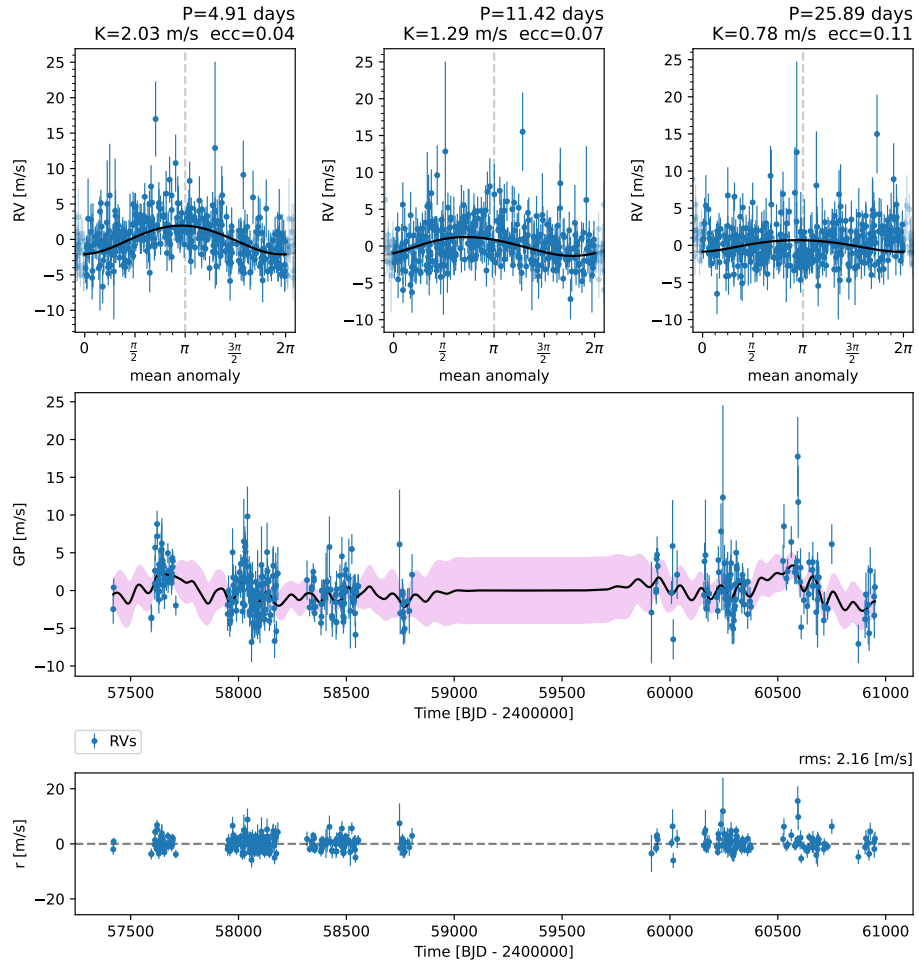 P=4.91 days
K=2.03 m/s ecc=0.04
P=11.42 days
K=1.29 m/s ecc=0.07
P=25.89 days
K=0.78 m/s ecc=0.11
RV [m/s]
25
20
15
10
5
0
−5
−10
0
π/2
π
3π/2
2π
mean anomaly
RV [m/s]
25
20
15
10
5
0
−5
−10
0
π/2
π
3π/2
2π
mean anomaly
RV [m/s]
25
20
15
10
5
0
−5
−10
0
π/2
π
3π/2
2π
mean anomaly
GP [m/s]
25
20
15
10
5
0
−5
−10
57500 58000 58500 59000 59500 60000 60500 61000
Time [BJD - 2400000]
RVs
rms: 2.16 [m/s]
r [m/s]
20
0
−20
57500 58000 58500 59000 59500 60000 60500 61000
Time [BJD - 2400000]